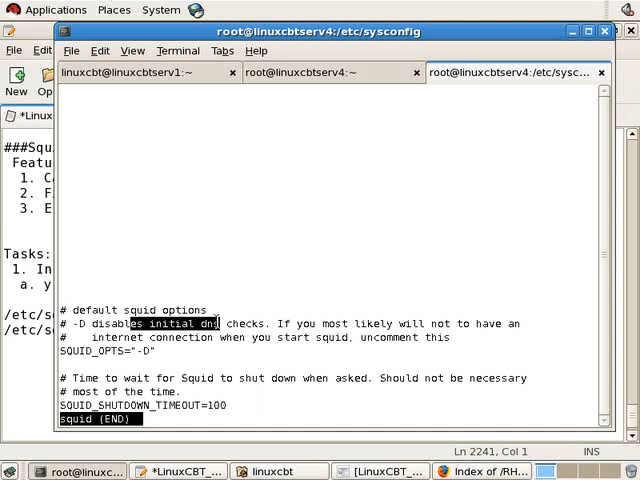 Applications Places System
root@linuxcbtserv4:/etc/sysconfig
File Edit
File Edit View Terminal Tabs Help
linuxcbt@linuxcbtserv1:~
root@linuxcbtserv4:~
root@linuxcbtserv4:/etc/sysc...
New
*Linux
###Squ
Featu
1. Ca
2. F
3. E
Tasks:
1. In
a. y
/etc/s
/etc/s
# default squid options
# -D disables initial dns checks. If you most likely will not to have an
#    internet connection when you start squid, uncomment this
SQUID_OPTS="-D"
# Time to wait for Squid to shut down when asked. Should not be necessary
# most of the time.
SQUID_SHUTDOWN_TIMEOUT=100
squid (END)
Ln 2241, Col 1
INS
root@linuxc...
*LinuxCBT_...
linuxcbt
[LinuxCBT_...
Index of /RH...